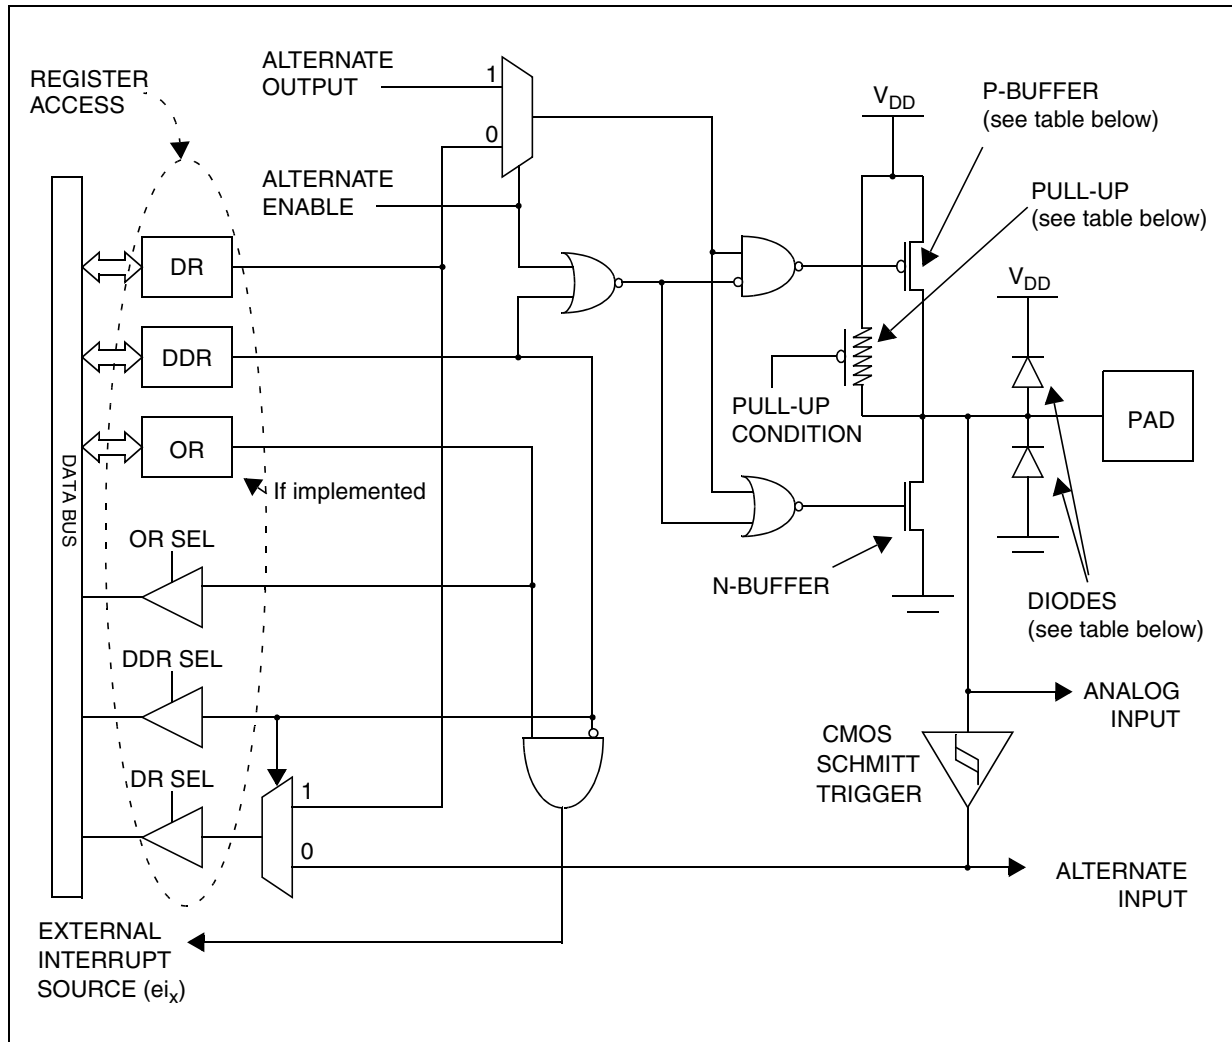 ALTERNATE
OUTPUT
1
0
REGISTER
ACCESS
ALTERNATE
ENABLE
VDD
P-BUFFER
(see table below)
PULL-UP
(see table below)
DR
DDR
OR
If implemented
DATA BUS
VDD
PULL-UP
CONDITION
PAD
OR SEL
DDR SEL
DR SEL
1
0
N-BUFFER
DIODES
(see table below)
ANALOG
INPUT
CMOS
SCHMITT
TRIGGER
ALTERNATE
INPUT
EXTERNAL
INTERRUPT
SOURCE (eix)